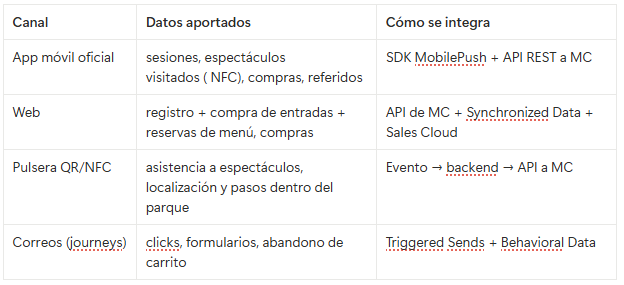 Canal	Datos aportados	Cómo se integra
App móvil oficial	sesiones, espectáculos	SDK MobilePush + API REST a MC
visitados ( NFC), compras, referidos
Web	registro + compra de entradas +	API de MC + Synchronized Data +
reservas de menú, compras	Sales Cloud
Pulsera QR/NFC	asistencia a espectáculos,	Evento → backend → API a MC
localización y pasos dentro del
parque
Correos (journeys)	clicks, formularios, abandono de	Triggered Sends + Behavioral Data
carrito